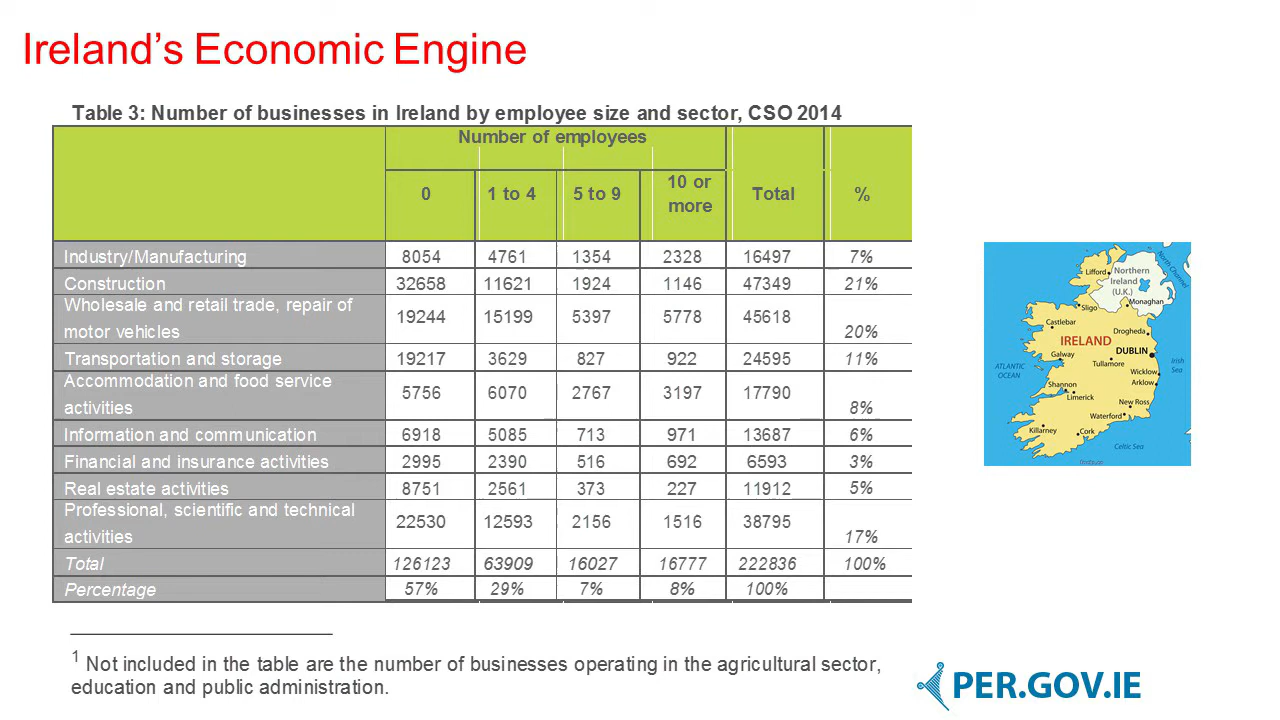 Ireland's Economic Engine
Table 3: Number of businesses in Ireland by employee size and sector, CSO 2014
Number of employees
0 1 to 4 5 to 9 10 or more Total %
Industry/Manufacturing 8054 4761 1354 2328 16497 7%
Construction 32658 11621 1924 1146 47349 21%
Wholesale and retail trade, repair of
motor vehicles 19244 15199 5397 5778 45618 20%
Transportation and storage 19217 3629 827 922 24595 11%
Accommodation and food service
activities 5756 6070 2767 3197 17790 8%
Information and communication 6918 5085 713 971 13687 6%
Financial and insurance activities 2995 2390 516 692 6593 3%
Real estate activities 8751 2561 373 227 11912 5%
Professional, scientific and technical
activities 22530 12593 2156 1516 38795 17%
Total 126123 63909 16027 16777 222836 100%
Percentage 57% 29% 7% 8% 100%
1 Not included in the table are the number of businesses operating in the agricultural sector,
education and public administration.
North Channel
Lifford
Northern
Ireland
(U.K.)
Monaghan
Sligo
Castlebar
Drogheda
IRELAND
DUBLIN
Galway
Tullamore
Irish
Sea
ATLANTIC
OCEAN
Wicklow
Arklow
Shannon
Limerick
New Ross
Waterford
Killarney
Cork
Celtic Sea
PER.GOV.IE